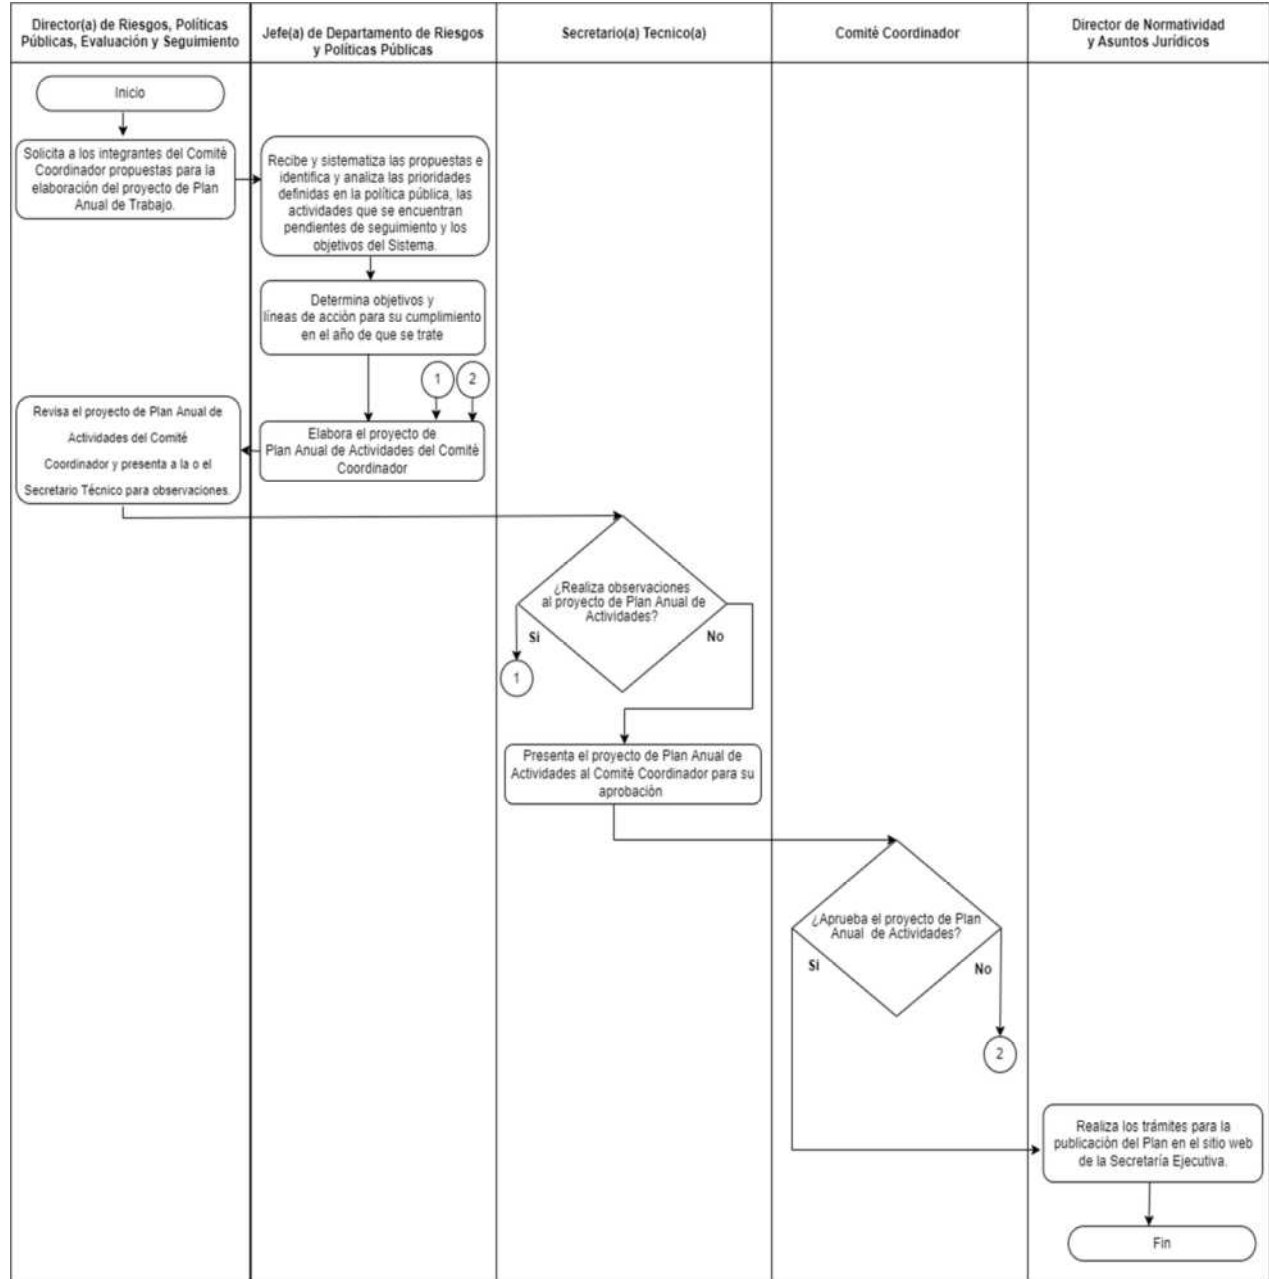 Director(a) de Riesgos, Políticas
Públicas, Evaluación y Seguimiento
Jefe(a) de Departamento de Riesgos
y Políticas Públicas
Secretario(a) Tecnico(a)
Comitè Coordinador
Director de Normatividad
y Asuntos Jurídicos
Inicio
Solicita a los integrantes del Comitè
Coordinador propuestas para la
elaboración del proyecto de Plan
Anual de Trabajo.
Recibe y sistematiza las propuestas e
identifica y analiza las prioridades
definidas en la política pública, las
actividades que se encuentran
pendientes de seguimiento y los
objetivos del Sistema.
Determina objetivos y
líneas de acciòn para su cumplimiento
en el año de que se trate
1
2
Elabora el proyecto de
Plan Anual de Actividades del Comitè
Coordinador
Revisa el proyecto de Plan Anual de
Actividades del Comité
Coordinador y presenta a la o el
Secretario Técnico para observaciones.
¿Realiza observaciones
al proyecto de Plan Anual de
Actividades?
Si
No
1
Presenta el proyecto de Plan Anual de
Actividades al Comitè Coordinador para su
aprobaciòn
¿Aprueba el proyecto de Plan
Anual de Actividades?
Si
No
2
Realiza los trámites para la
publicación del Plan en el sitio web
de la Secretaría Ejecutiva.
Fin